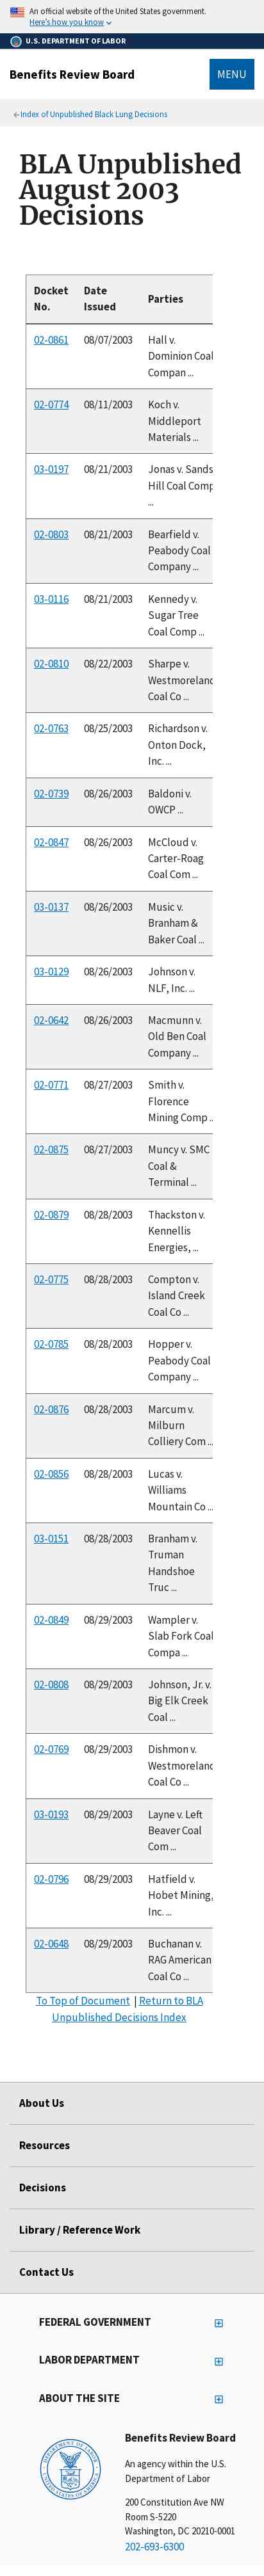 An official website of the United States government.
Here's how you know
U.S. DEPARTMENT OF LABOR
Benefits Review Board
MENU
Index of Unpublished Black Lung Decisions
BLA Unpublished
August 2003
Decisions
Docket No. Date Issued Parties
02-0861 08/07/2003 Hall v. Dominion Coal Compan ...
02-0774 08/11/2003 Koch v. Middleport Materials ...
03-0197 08/21/2003 Jonas v. Sands Hill Coal Comp ...
02-0803 08/21/2003 Bearfield v. Peabody Coal Company ...
03-0116 08/21/2003 Kennedy v. Sugar Tree Coal Comp ...
02-0810 08/22/2003 Sharpe v. Westmoreland Coal Co ...
02-0763 08/25/2003 Richardson v. Onton Dock, Inc. ...
02-0739 08/26/2003 Baldoni v. OWCP ...
02-0847 08/26/2003 McCloud v. Carter-Roag Coal Com ...
03-0137 08/26/2003 Music v. Branham & Baker Coal ...
03-0129 08/26/2003 Johnson v. NLF, Inc. ...
02-0642 08/26/2003 Macmunn v. Old Ben Coal Company ...
02-0771 08/27/2003 Smith v. Florence Mining Comp ...
02-0875 08/27/2003 Muncy v. SMC Coal & Terminal ...
02-0879 08/28/2003 Thackston v. Kennellis Energies, ...
02-0775 08/28/2003 Compton v. Island Creek Coal Co ...
02-0785 08/28/2003 Hopper v. Peabody Coal Company ...
02-0876 08/28/2003 Marcum v. Milburn Colliery Com ...
02-0856 08/28/2003 Lucas v. Williams Mountain Co ...
03-0151 08/28/2003 Branham v. Truman Handshoe Truc ...
02-0849 08/29/2003 Wampler v. Slab Fork Coal Compa ...
02-0808 08/29/2003 Johnson, Jr. v. Big Elk Creek Coal ...
02-0769 08/29/2003 Dishmon v. Westmoreland Coal Co ...
03-0193 08/29/2003 Layne v. Left Beaver Coal Com ...
02-0796 08/29/2003 Hatfield v. Hobet Mining, Inc. ...
02-0648 08/29/2003 Buchanan v. RAG American Coal Co ...
To Top of Document | Return to BLA
Unpublished Decisions Index
About Us
Resources
Decisions
Library / Reference Work
Contact Us
FEDERAL GOVERNMENT
LABOR DEPARTMENT
ABOUT THE SITE
DEPARTMENT OF LABOR
UNITED STATES OF AMERICA
Benefits Review Board
An agency within the U.S.
Department of Labor
200 Constitution Ave NW
Room S-5220
Washington, DC 20210-0001
202-693-6300